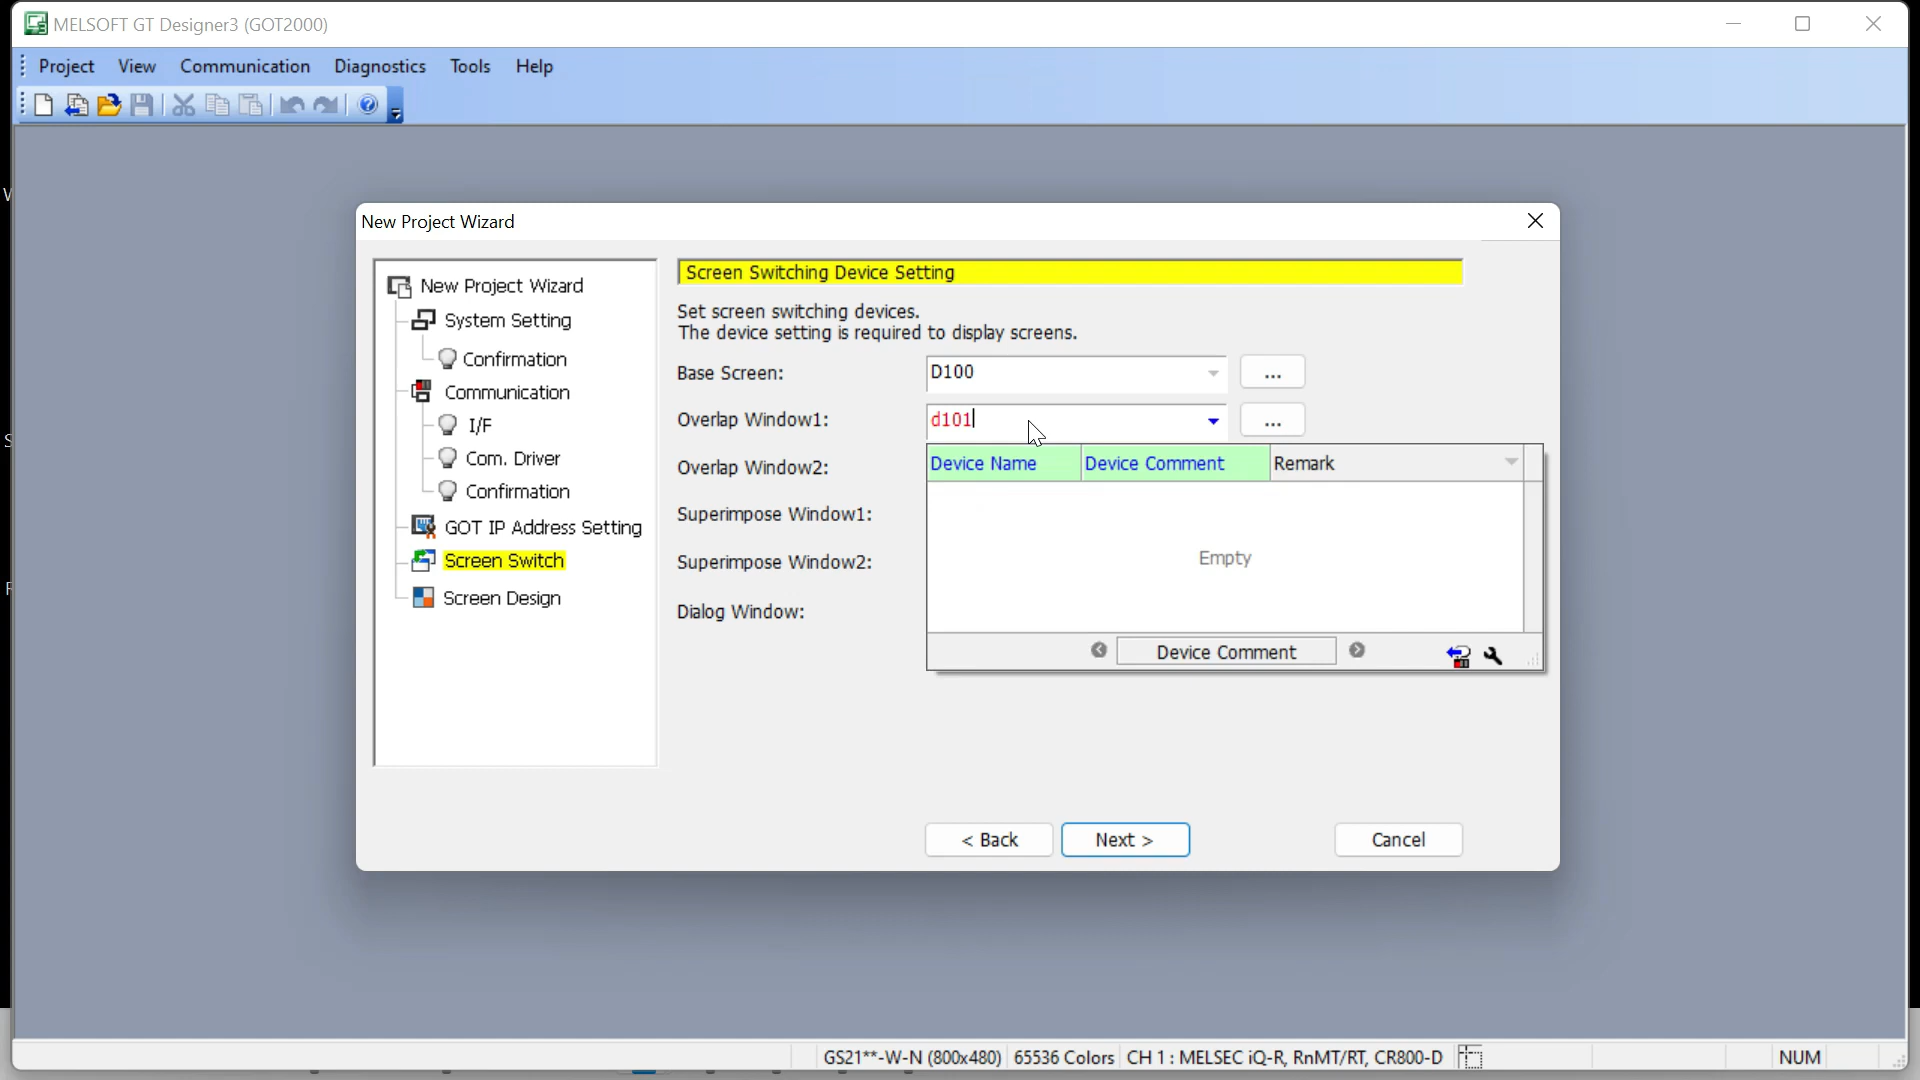 MELSOFT GT Designer3 (GOT2000)
Project View Communication Diagnostics Tools Help
New Project Wizard
New Project Wizard
System Setting
Confirmation
Communication
I/F
Com. Driver
Confirmation
GOT IP Address Setting
Screen Switch
Screen Design
Screen Switching Device Setting
Set screen switching devices.
The device setting is required to display screens.
Base Screen: D100 ...
Overlap Window1: d101 ...
Overlap Window2:
Superimpose Window1:
Superimpose Window2:
Dialog Window:
Device Name Device Comment Remark
Empty
Device Comment
< Back Next > Cancel
GS21**-W-N (800x480) 65536 Colors CH 1 : MELSEC iQ-R, RnMT/RT, CR800-D NUM